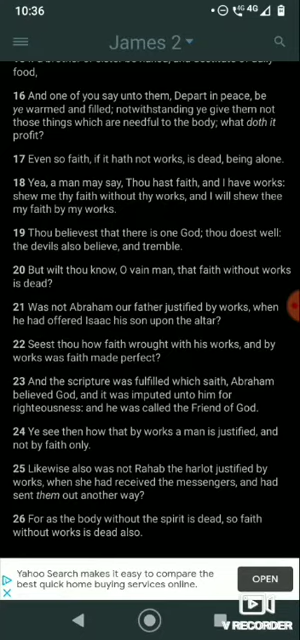 10:36
4G 4G
James 2
food,
16 And one of you say unto them, Depart in peace, be
ye warmed and filled; notwithstanding ye give them not
those things which are needful to the body; what doth it
profit?
17 Even so faith, if it hath not works, is dead, being alone.
18 Yea, a man may say, Thou hast faith, and I have works:
shew me thy faith without thy works, and I will shew thee
my faith by my works.
19 Thou believest that there is one God; thou doest well:
the devils also believe, and tremble.
20 But wilt thou know, O vain man, that faith without works
is dead?
21 Was not Abraham our father justified by works, when
he had offered Isaac his son upon the altar?
22 Seest thou how faith wrought with his works, and by
works was faith made perfect?
23 And the scripture was fulfilled which saith, Abraham
believed God, and it was imputed unto him for
righteousness: and he was called the Friend of God.
24 Ye see then how that by works a man is justified, and
not by faith only.
25 Likewise also was not Rahab the harlot justified by
works, when she had received the messengers, and had
sent them out another way?
26 For as the body without the spirit is dead, so faith
without works is dead also.
Yahoo Search makes it easy to compare the
best quick home buying services online.
OPEN
V RECORDER